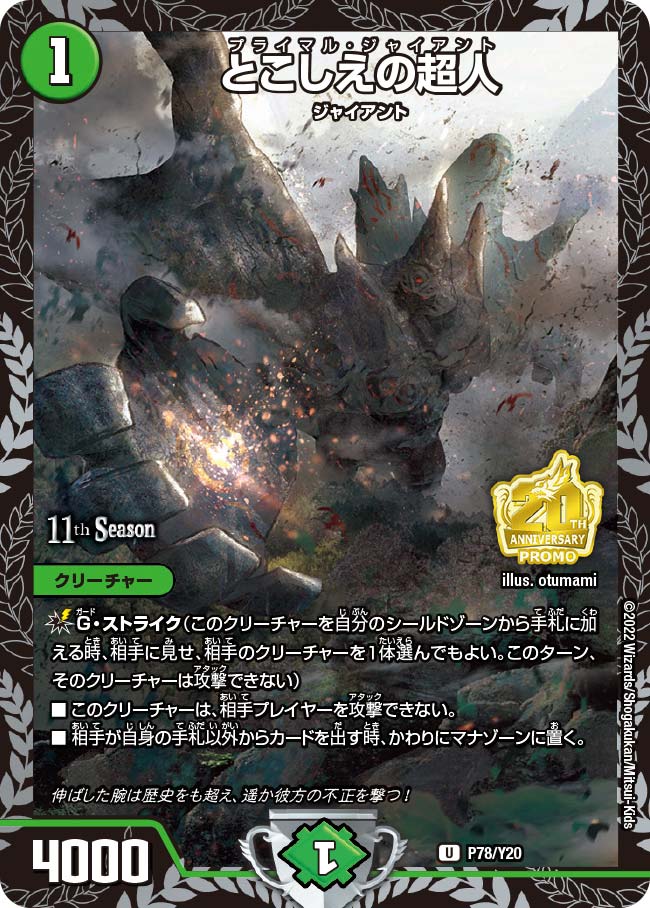 1
プライマル・ジャイアント
とこしえの超人
ジャイアント
11th Season
20TH
ANNIVERSARY
PROMO
illus. otumami
クリーチャー
G・ストライク(このクリーチャーを自分のシールドゾーンから手札に加
える時、相手に見せ、相手のクリーチャーを1体選んでもよい。このターン、
そのクリーチャーは攻撃できない)
■ このクリーチャーは、相手プレイヤーを攻撃できない。
■ 相手が自身の手札以外からカードを出す時、かわりにマナゾーンに置く。
伸ばした腕は歴史をも超え、遥か彼方の不正を撃つ!
4000
1
U P78/Y20
©2022 Wizards/Shogakukan/Mitsui-Kids